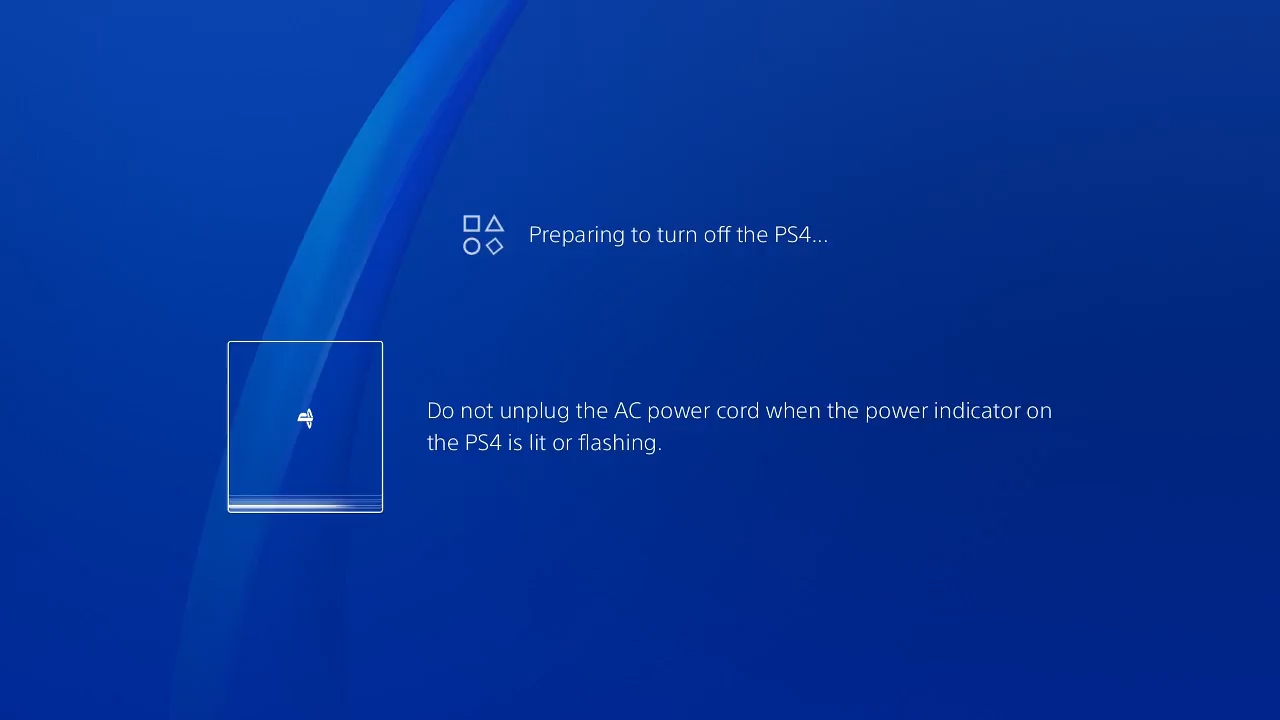 Preparing to turn off the PS4...
Do not unplug the AC power cord when the power indicator on
the PS4 is lit or flashing.